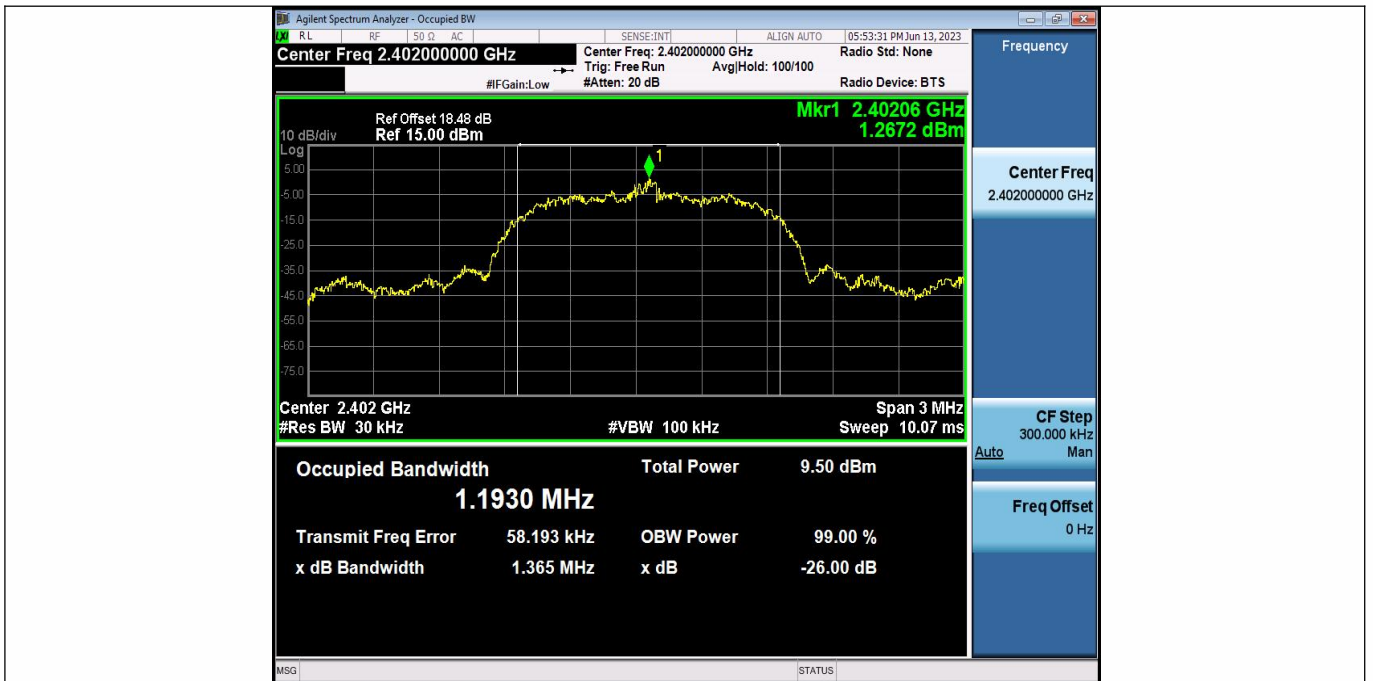 Agilent Spectrum Analyzer - Occupied BW
LXI RL RF 50 Ω AC SENSE:INT ALIGN AUTO 05:53:31 PM Jun 13, 2023
Center Freq 2.402000000 GHz
Center Freq: 2.402000000 GHz Radio Std: None
Trig: Free Run Avg|Hold: 100/100
#IFGain:Low #Atten: 20 dB Radio Device: BTS
Mkr1 2.40206 GHz
1.2672 dBm
Ref Offset 18.48 dB
10 dB/div Ref 15.00 dBm
Log
1
5.00
-5.00
-15.0
-25.0
-35.0
-45.0
-55.0
-65.0
-75.0
Center 2.402 GHz Span 3 MHz
#Res BW 30 kHz #VBW 100 kHz Sweep 10.07 ms
Occupied Bandwidth Total Power 9.50 dBm
1.1930 MHz
Transmit Freq Error 58.193 kHz OBW Power 99.00 %
x dB Bandwidth 1.365 MHz x dB -26.00 dB
MSG STATUS
Frequency
Center Freq
2.402000000 GHz
CF Step
300.000 kHz
Auto Man
Freq Offset
0 Hz